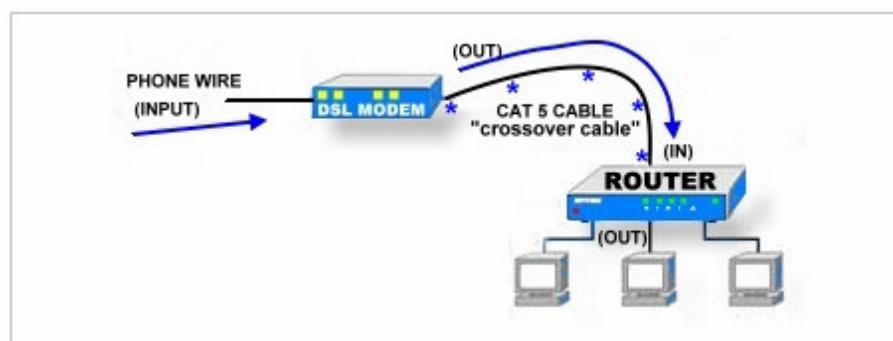 (OUT)
PHONE WIRE
(INPUT)
DSL MODEM
CAT 5 CABLE
"crossover cable"
(IN)
ROUTER
(OUT)